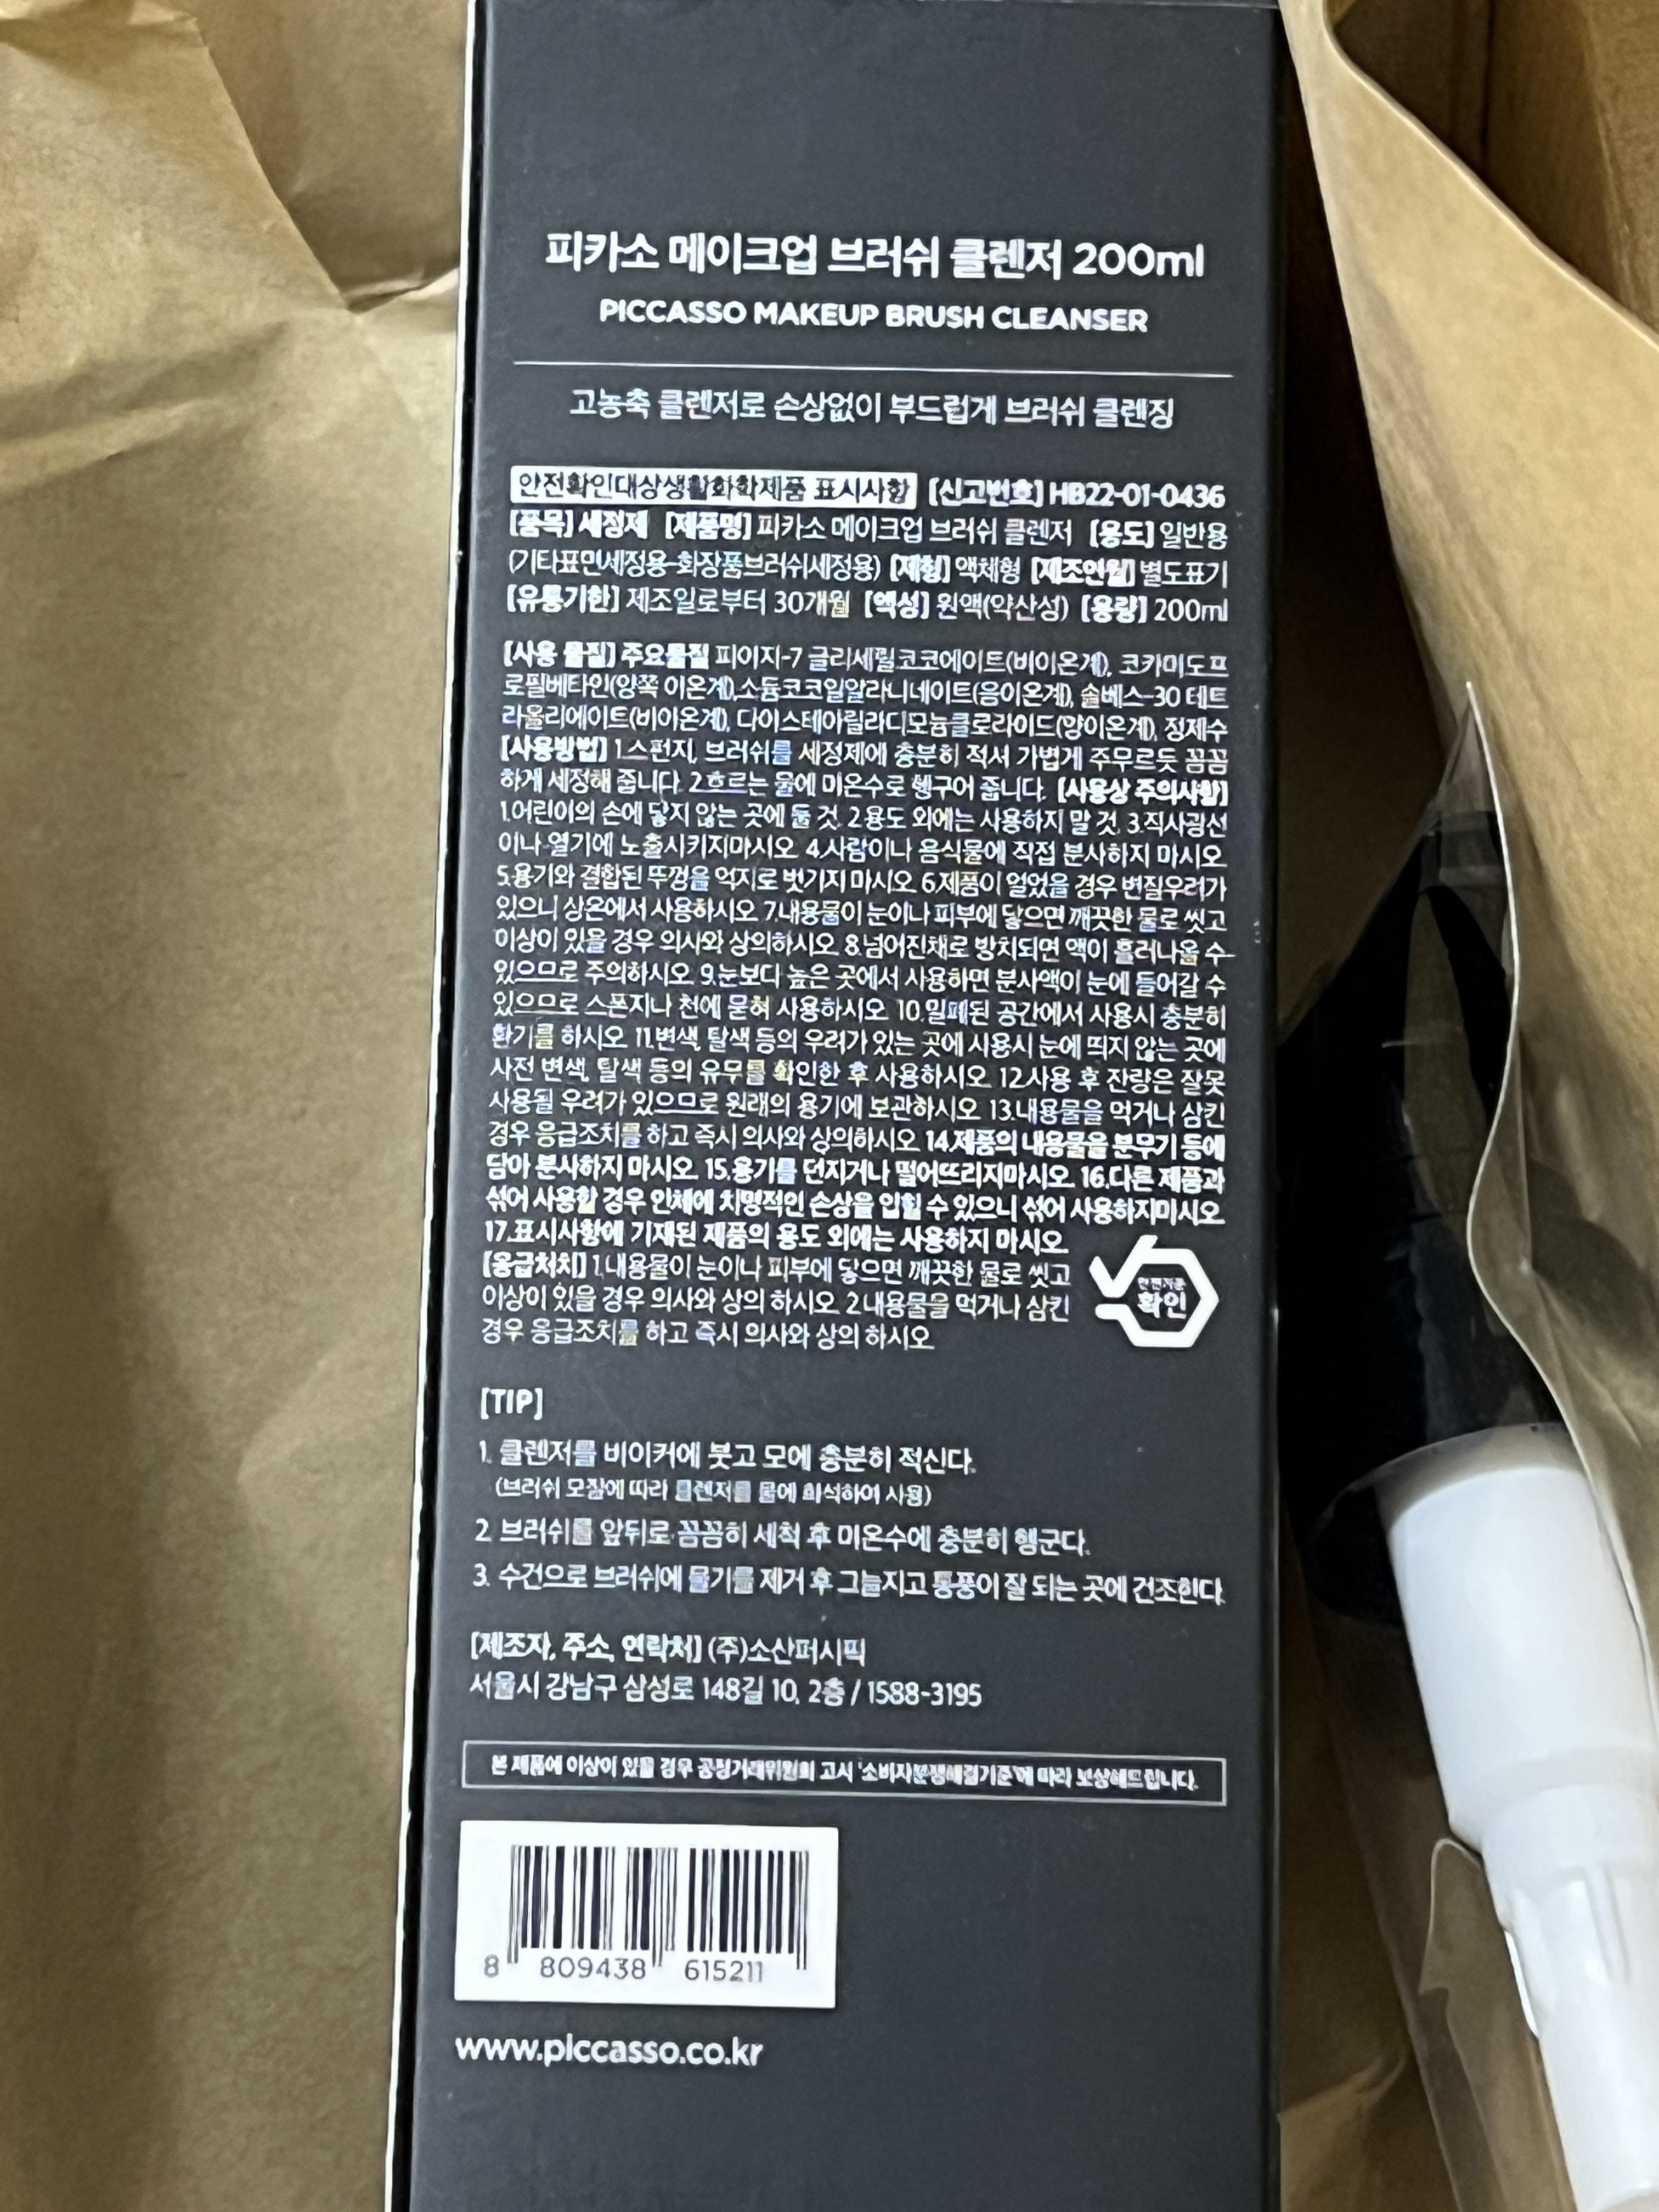 피카소 메이크업 브러쉬 클렌저 200ml
PICCASSO MAKEUP BRUSH CLEANSER
고농축 클렌저로 손상없이 부드럽게 브러쉬 클렌징
안전확인대상생활화학제품 표시사항 [신고번호] HB22-01-0436
[품목] 세정제 [제품명] 피카소 메이크업 브러쉬 클렌저 [용도] 일반용
(기타표면세정용-화장품브러쉬세정용) [제형] 액체형 [제조연월] 별도표기
[유통기한] 제조일로부터 30개월 [액성] 원액(약산성) [용량] 200ml
[사용 물질] 주요물질 피이지-7 글리세릴코코에이트(비이온계), 코카미도프
로필베타인(양쪽 이온계),소듐코코일알라니네이트(음이온계), 솔베스-30 테트
라올리에이트(비이온계), 다이스테아릴라디모늄클로라이드(양이온계), 정제수
[사용방법] 1.스펀지, 브러쉬를 세정제에 충분히 적셔 가볍게 주무르듯 꼼꼼
하게 세정해 줍니다. 2.흐르는 물에 미온수로 헹구어 줍니다. [사용상 주의사항]
1.어린이의 손에 닿지 않는 곳에 둘 것. 2.용도 외에는 사용하지 말 것. 3.직사광선
이나 열기에 노출시키지마시오. 4.사람이나 음식물에 직접 분사하지 마시오.
5.용기와 결합된 뚜껑을 억지로 벗기지 마시오. 6.제품이 얼었을 경우 변질우려가
있으니 상온에서 사용하시오. 7.내용물이 눈이나 피부에 닿으면 깨끗한 물로 씻고
이상이 있을 경우 의사와 상의하시오. 8.넘어진채로 방치되면 액이 흘러나올 수
있으므로 주의하시오. 9.눈보다 높은 곳에서 사용하면 분사액이 눈에 들어갈 수
있으므로 스폰지나 천에 묻혀 사용하시오. 10.밀폐된 공간에서 사용시 충분히
환기를 하시오. 11.변색, 탈색 등의 우려가 있는 곳에 사용시 눈에 띄지 않는 곳에
사전 변색, 탈색 등의 유무를 확인한 후 사용하시오. 12.사용 후 잔량은 잘못
사용될 우려가 있으므로 원래의 용기에 보관하시오. 13.내용물을 먹거나 삼킨
경우 응급조치를 하고 즉시 의사와 상의하시오. 14.제품의 내용물을 분무기 등에
담아 분사하지 마시오. 15.용기를 던지거나 떨어뜨리지마시오. 16.다른 제품과
섞어 사용할 경우 인체에 치명적인 손상을 입힐 수 있으니 섞어 사용하지마시오.
17.표시사항에 기재된 제품의 용도 외에는 사용하지 마시오.
[응급처치] 1.내용물이 눈이나 피부에 닿으면 깨끗한 물로 씻고
이상이 있을 경우 의사와 상의 하시오. 2.내용물을 먹거나 삼킨
경우 응급조치를 하고 즉시 의사와 상의 하시오.
안전기준
확인
[TIP]
1. 클렌저를 비이커에 붓고 모에 충분히 적신다.
(브러쉬 모질에 따라 클렌저를 물에 희석하여 사용)
2. 브러쉬를 앞뒤로 꼼꼼히 세척 후 미온수에 충분히 헹군다.
3. 수건으로 브러쉬에 물기를 제거 후 그늘지고 통풍이 잘 되는 곳에 건조한다.
[제조자, 주소, 연락처] (주)소산퍼시픽
서울시 강남구 삼성로 148길 10, 2층 / 1588-3195
본 제품에 이상이 있을 경우 공정거래위원회 고시 '소비자분쟁해결기준'에 따라 보상해드립니다.
8 809438 615211
www.piccasso.co.kr